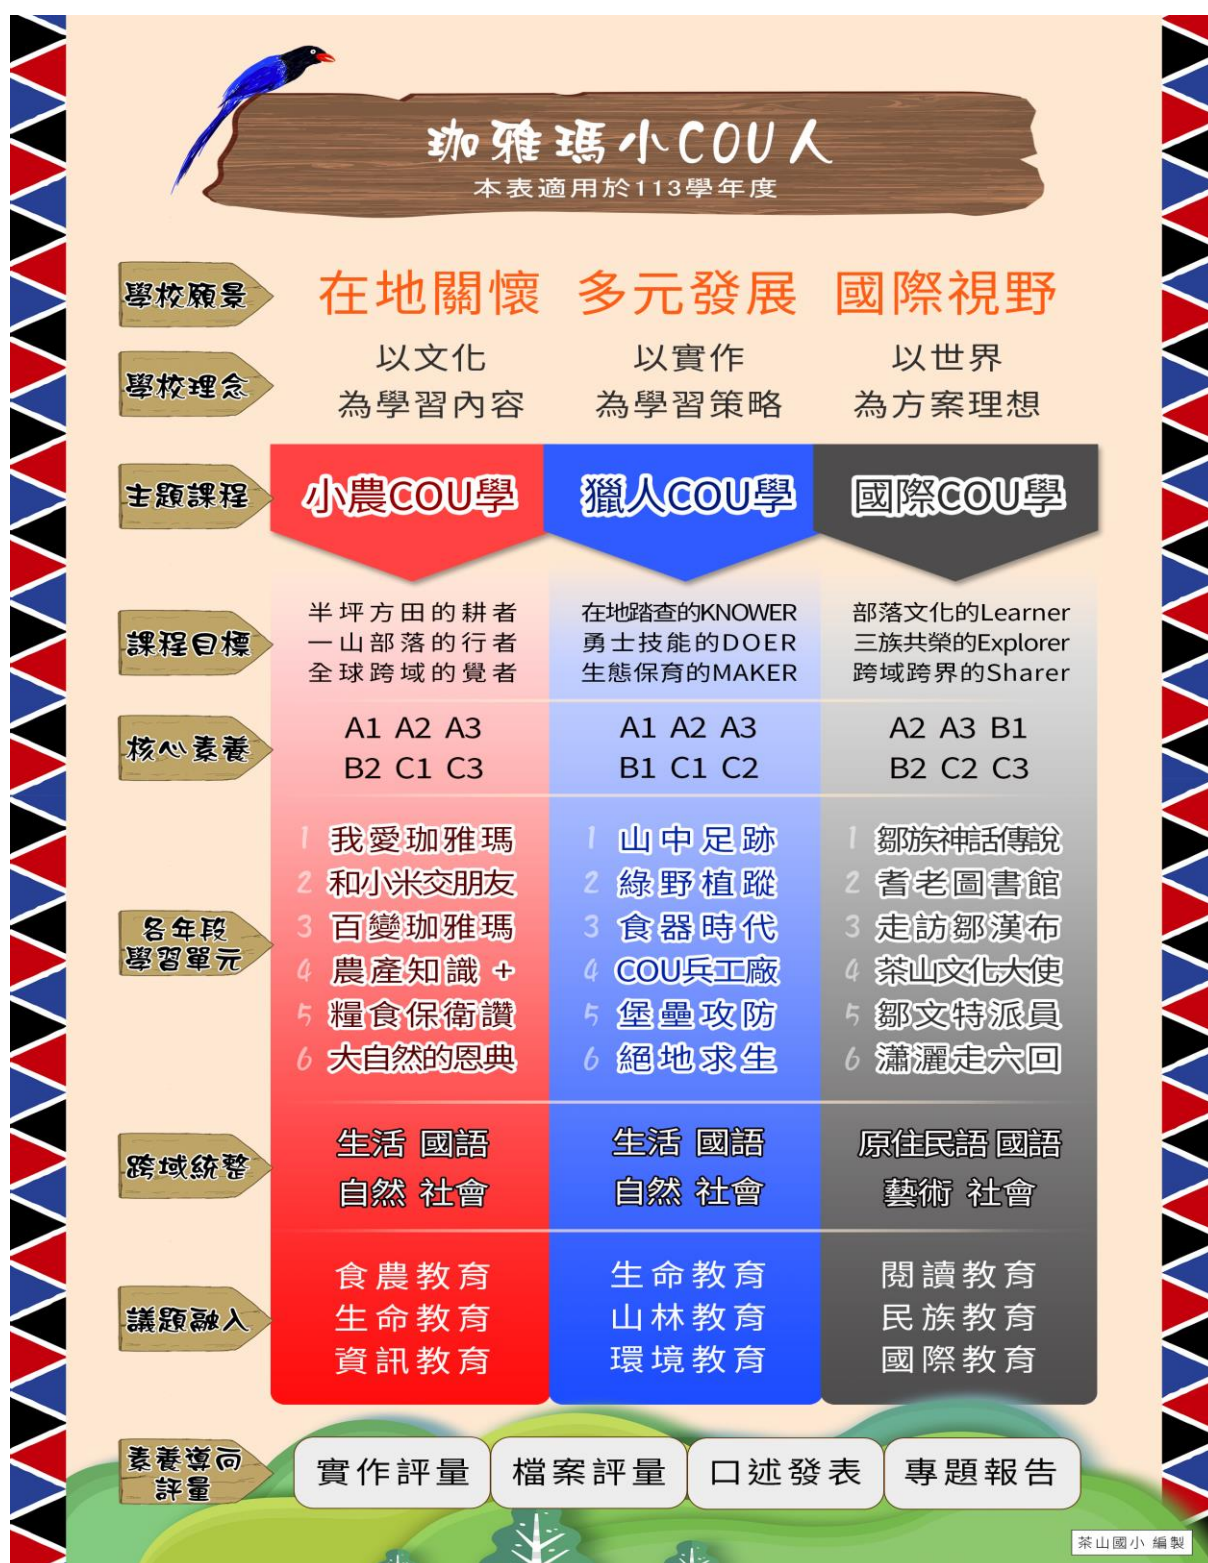 珈雅瑪小COU人
本表適用於113學年度
學校願景
在地關懷 多元發展 國際視野
學校理念
以文化
為學習內容
以實作
為學習策略
以世界
為方案理想
主題課程
小農COU學
獵人COU學
國際COU學
課程目標
半坪方田的耕者
一山部落的行者
全球跨域的覺者
在地踏查的KNOWER
勇士技能的DOER
生態保育的MAKER
部落文化的Learner
三族共榮的Explorer
跨域跨界的Sharer
核心素養
A1 A2 A3
B2 C1 C3
A1 A2 A3
B1 C1 C2
A2 A3 B1
B2 C2 C3
各年段
學習單元
1 我愛珈雅瑪
2 和小米交朋友
3 百變珈雅瑪
4 農產知識 +
5 糧食保衛讚
6 大自然的恩典
1 山中足跡
2 綠野植蹤
3 食器時代
4 COU兵工廠
5 堡壘攻防
6 絕地求生
1 鄒族神話傳說
2 耆老圖書館
3 走訪鄒漢布
4 茶山文化大使
5 鄒文特派員
6 瀟灑走六回
跨域統整
生活 國語
自然 社會
生活 國語
自然 社會
原住民語 國語
藝術 社會
議題融入
食農教育
生命教育
資訊教育
生命教育
山林教育
環境教育
閱讀教育
民族教育
國際教育
素養導向
評量
實作評量
檔案評量
口述發表
專題報告
茶山國小 編製